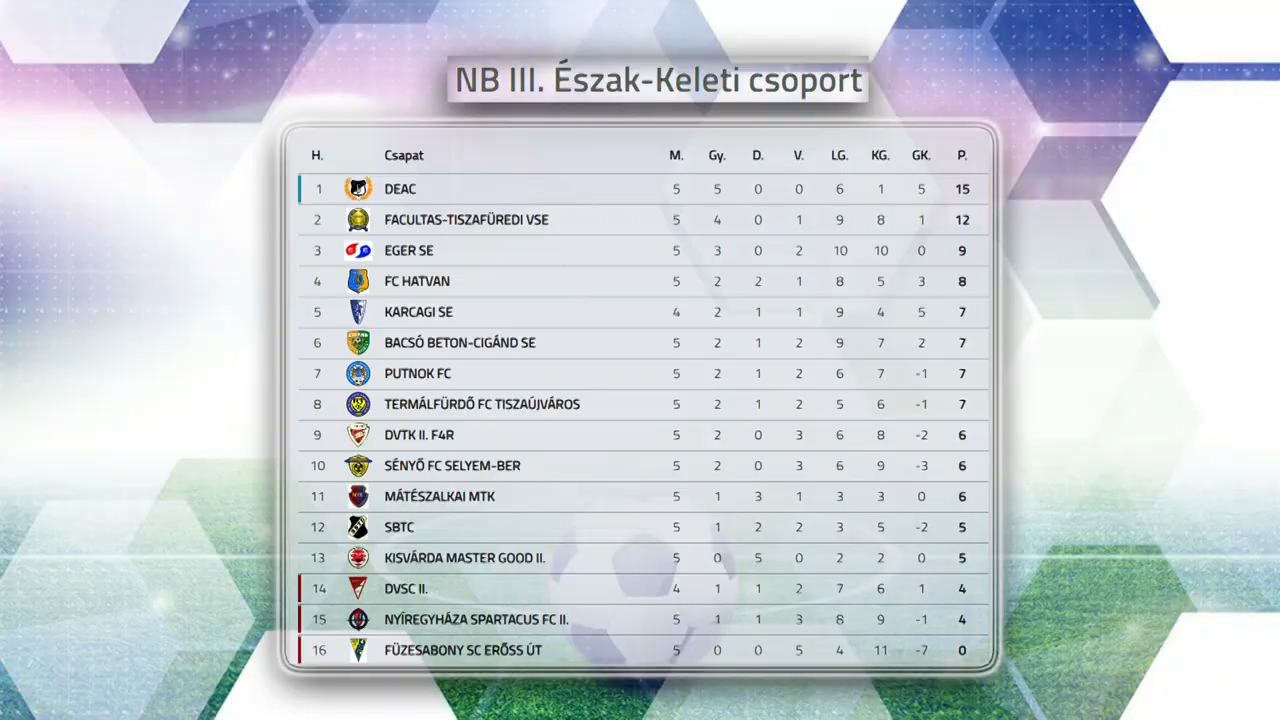 NB III. Észak-Keleti csoport
H. Csapat M. Gy. D. V. LG. KG. GK. P.
1 DEAC 5 5 0 0 6 1 5 15
2 FACULTAS-TISZAFÜREDI VSE 5 4 0 1 9 8 1 12
3 EGER SE 5 3 0 2 10 10 0 9
4 FC HATVAN 5 2 2 1 8 5 3 8
5 KARCAGI SE 4 2 1 1 9 4 5 7
6 BACSÓ BETON-CIGÁND SE 5 2 1 2 9 7 2 7
7 PUTNOK FC 5 2 1 2 6 7 -1 7
8 TERMÁLFÜRDŐ FC TISZAÚJVÁROS 5 2 1 2 5 6 -1 7
9 DVTK II. F4R 5 2 0 3 6 8 -2 6
10 SÉNYŐ FC SELYEM-BER 5 2 0 3 6 9 -3 6
11 MÁTÉSZALKAI MTK 5 1 3 1 3 3 0 6
12 SBTC 5 1 2 2 3 5 -2 5
13 KISVÁRDA MASTER GOOD II. 5 0 5 0 2 2 0 5
14 DVSC II. 4 1 1 2 7 6 1 4
15 NYÍREGYHÁZA SPARTACUS FC II. 5 1 1 3 8 9 -1 4
16 FÜZESABONY SC ERŐSS ÚT 5 0 0 5 4 11 -7 0